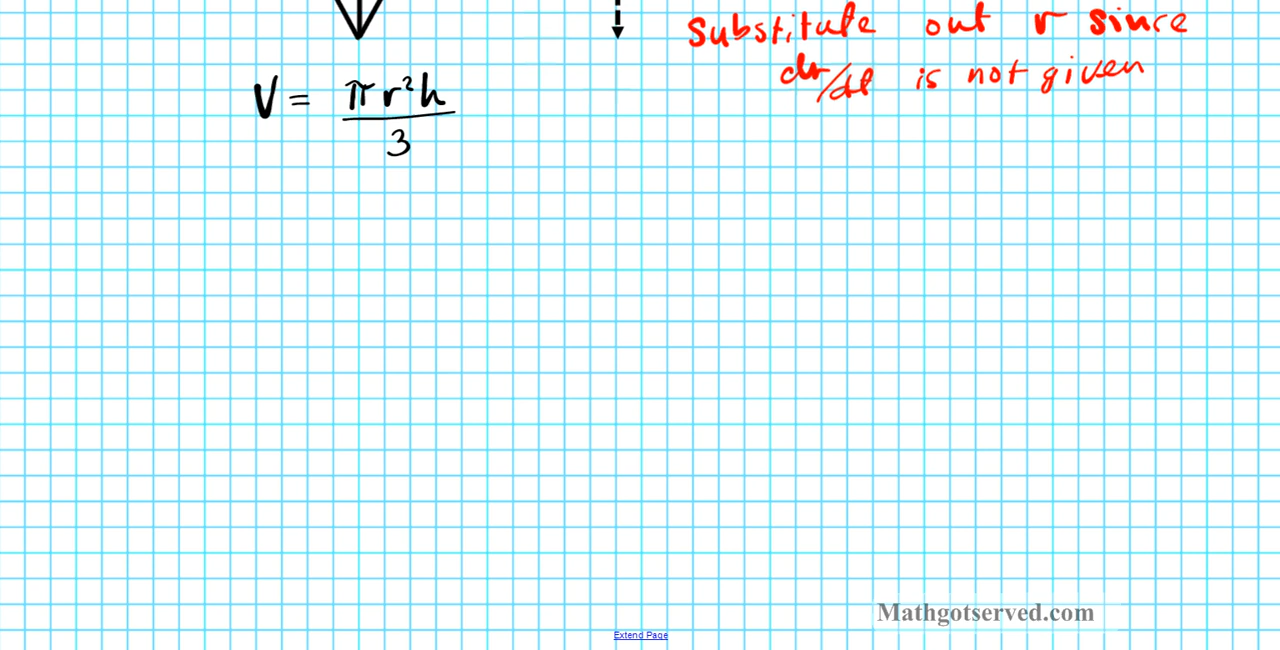 Substitute out r since
dr/dt is not given
V = πr²h
3
Mathgotserved.com
Extend Page